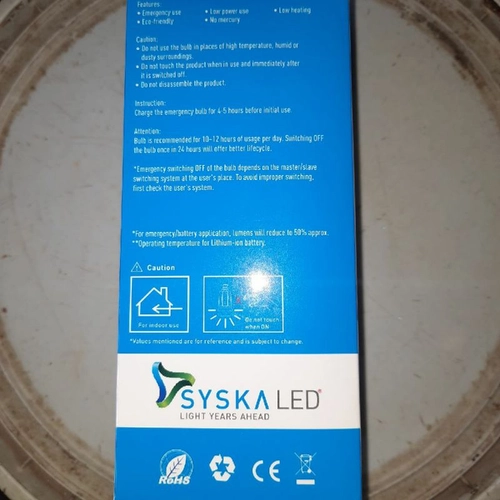 Features:
• Emergency use • Low power use • Low heating
• Eco-friendly • No mercury
Caution:
• Do not use the bulb in places of high temperature, humid or
dusty surroundings.
• Do not touch the product when in use and immediately after
it is switched off.
• Do not disassemble the product.
Instruction:
Charge the emergency bulb for 4-5 hours before initial use.
Attention:
Bulb is recommended for 10-12 hours of usage per day. Switching OFF
the bulb once in 24 hours will offer better lifecycle.
*Emergency switching OFF of the bulb depends on the master/slave
switching system at the user's place. To avoid improper switching,
first check the user's system.
*For emergency/battery application, lumens will reduce to 50% approx.
**Operating temperature for Lithium-ion battery.
Caution
For indoor use
Do not touch
when ON
*Values mentioned are for reference and is subject to change.
SYSKA LED®
LIGHT YEARS AHEAD
RoHS
CE